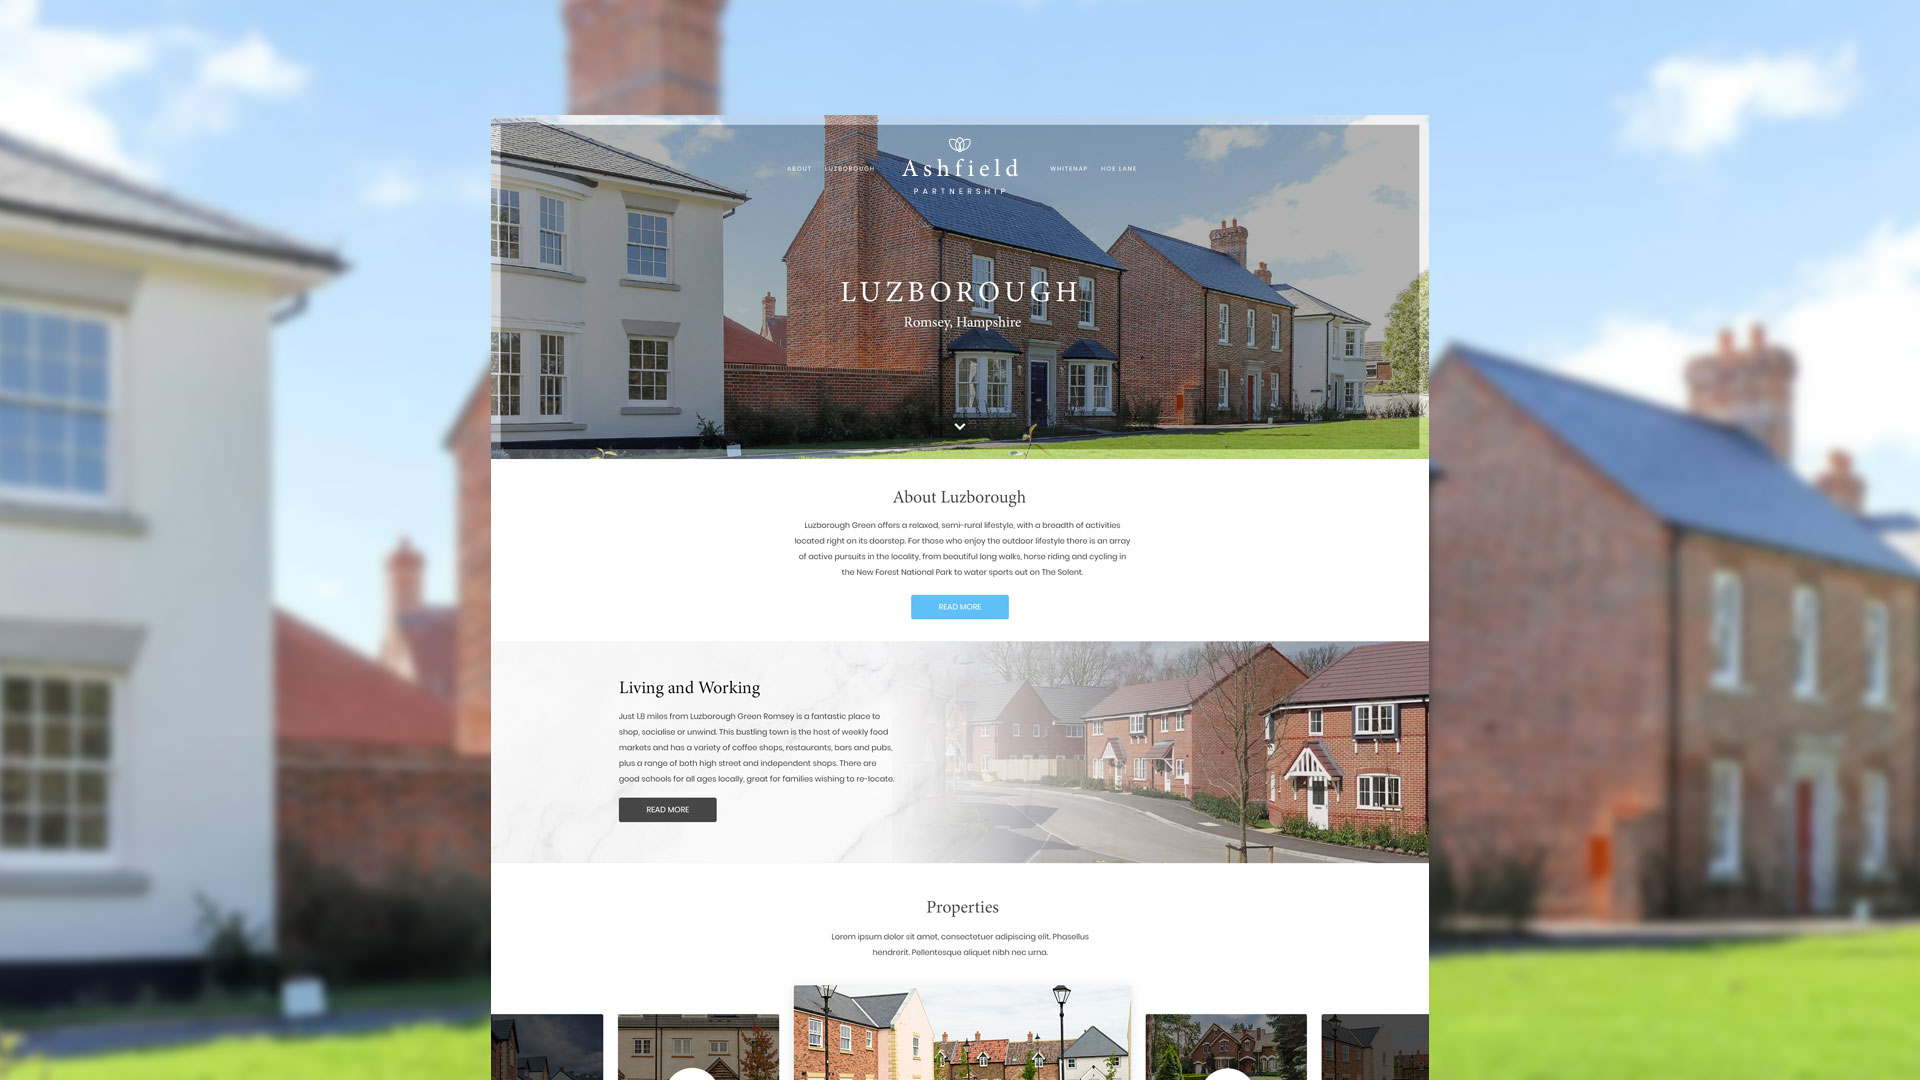 ABOUT
LUZBOROUGH
Ashfield
PARTNERSHIP
WHITENAP
HOE LANE
LUZBOROUGH
Romsey, Hampshire
About Luzborough
Luzborough Green offers a relaxed, semi-rural lifestyle, with a breadth of activities
located right on its doorstep. For those who enjoy the outdoor lifestyle there is an array
of active pursuits in the locality, from beautiful long walks, horse riding and cycling in
the New Forest National Park to water sports out on The Solent.
READ MORE
Living and Working
Just 1.8 miles from Luzborough Green Romsey is a fantastic place to
shop, socialise or unwind. This bustling town is the host of weekly food
markets and has a variety of coffee shops, restaurants, bars and pubs,
plus a range of both high street and independent shops. There are
good schools for all ages locally, great for families wishing to re-locate.
READ MORE
Properties
Lorem ipsum dolor sit amet, consectetuer adipiscing elit. Phasellus
hendrerit. Pellentesque aliquet nibh nec urna.